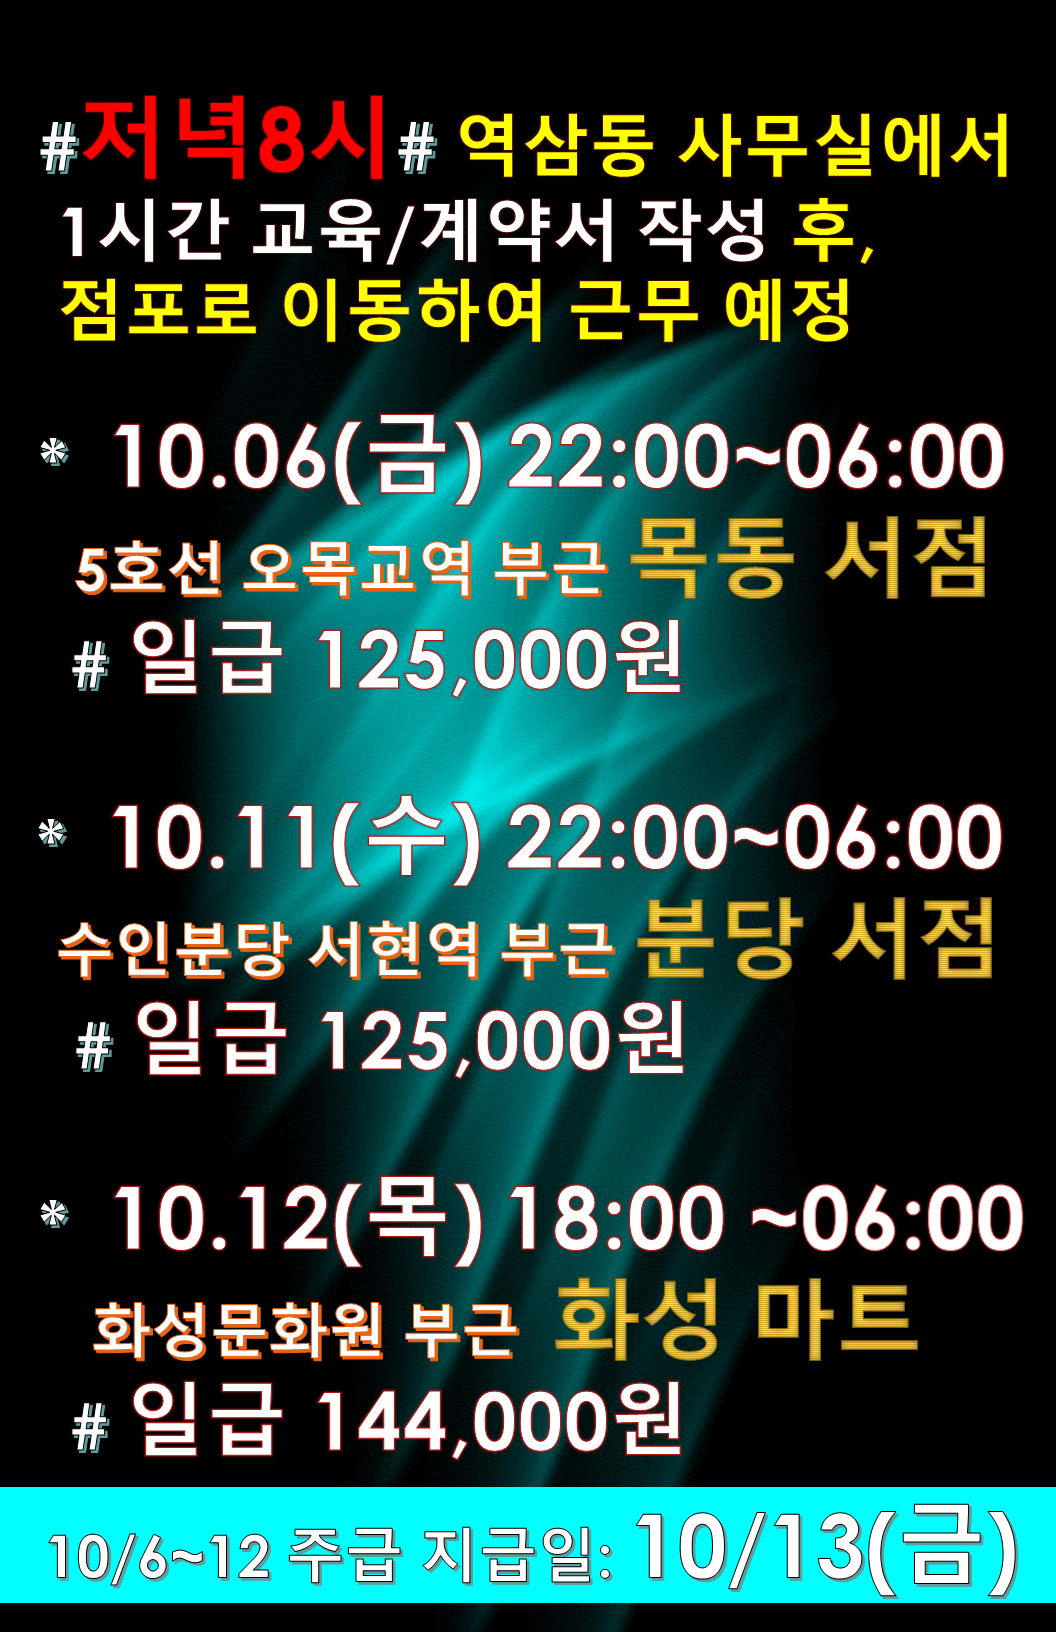 #저녁8시# 역삼동 사무실에서
1시간 교육/계약서 작성 후,
점포로 이동하여 근무 예정
* 10.06(금) 22:00~06:00
5호선 오목교역 부근 목동 서점
# 일급 125,000원
* 10.11(수) 22:00~06:00
수인분당 서현역 부근 분당 서점
# 일급 125,000원
* 10.12(목) 18:00 ~06:00
화성문화원 부근 화성 마트
# 일급 144,000원
10/6~12 주급 지급일: 10/13(금)